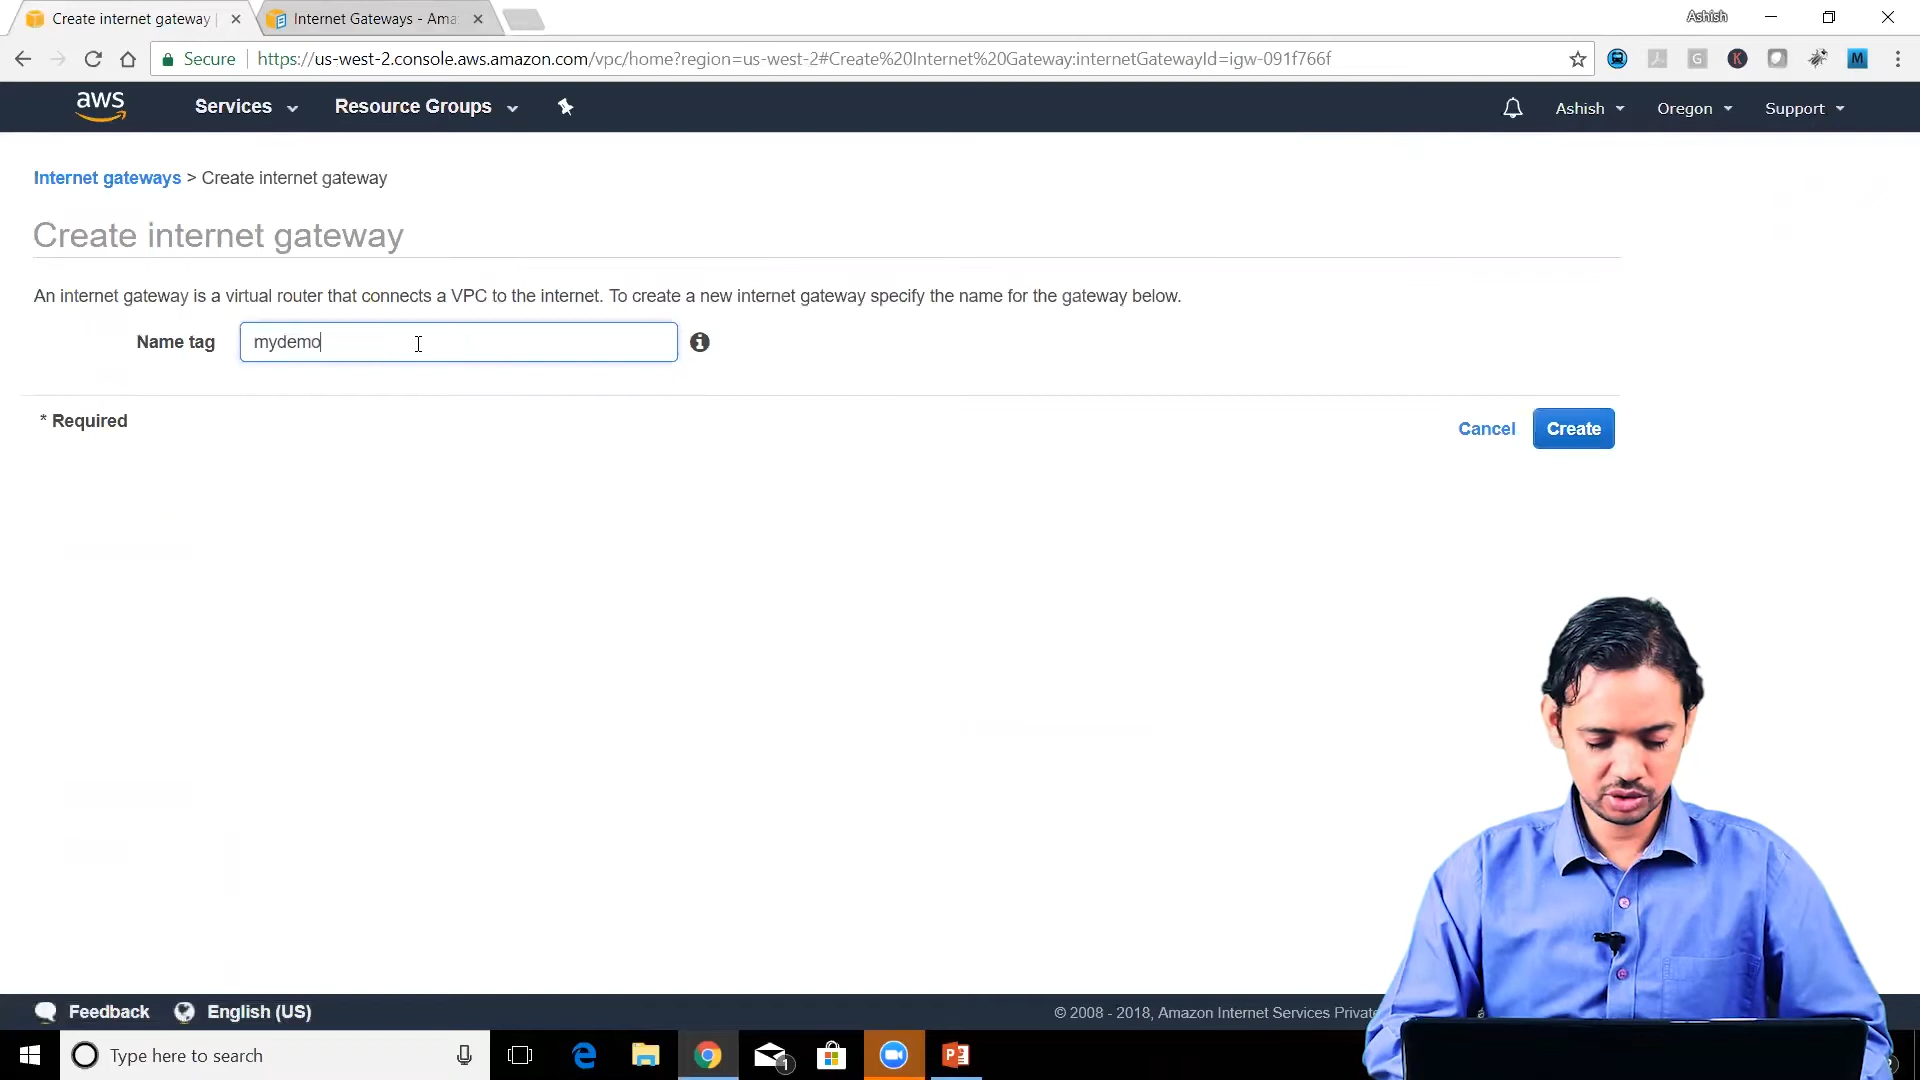 Create internet gateway
Internet Gateways - Ama
Ashish
Secure
https://us-west-2.console.aws.amazon.com/vpc/home?region=us-west-2#Create%20Internet%20Gateway:internetGatewayId=igw-091f766f
aws
Services
Resource Groups
Ashish
Oregon
Support
Internet gateways > Create internet gateway
Create internet gateway
An internet gateway is a virtual router that connects a VPC to the internet. To create a new internet gateway specify the name for the gateway below.
Name tag
mydemo
* Required
Cancel
Create
Feedback
English (US)
© 2008 - 2018, Amazon Internet Services
Type here to search
1